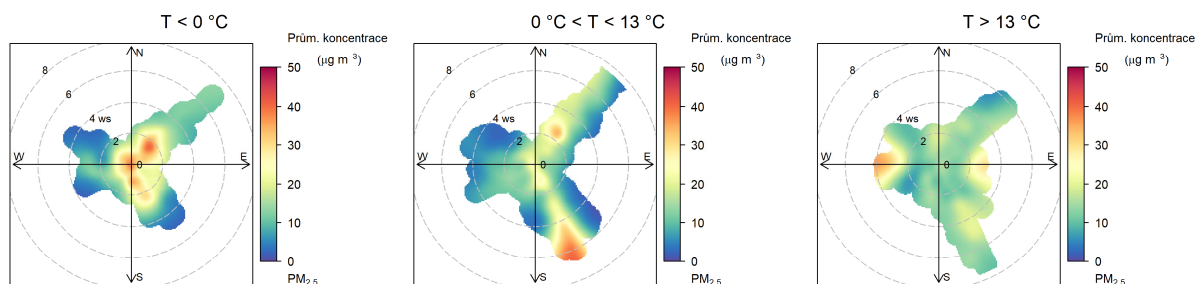 T < 0 °C
Prům. koncentrace
(µg m ³)
N
8
6
4 ws
2
0
W
E
S
50
40
30
20
10
0
PM2.5
0 °C < T < 13 °C
Prům. koncentrace
(µg m ³)
N
8
6
4 ws
2
0
W
E
S
50
40
30
20
10
0
PM2.5
T > 13 °C
Prům. koncentrace
(µg m ³)
N
8
6
4 ws
2
0
W
E
S
50
40
30
20
10
0
PM2.5